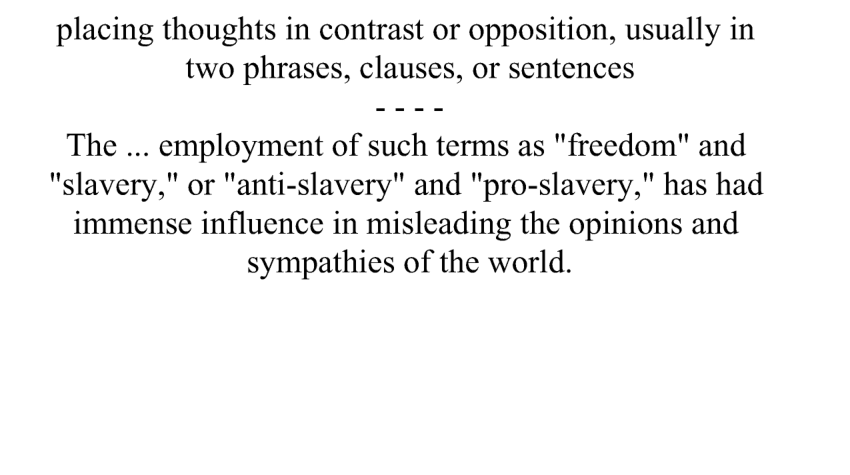 placing thoughts in contrast or opposition, usually in
two phrases, clauses, or sentences
- - - -
The ... employment of such terms as "freedom" and
"slavery," or "anti-slavery" and "pro-slavery," has had
immense influence in misleading the opinions and
sympathies of the world.